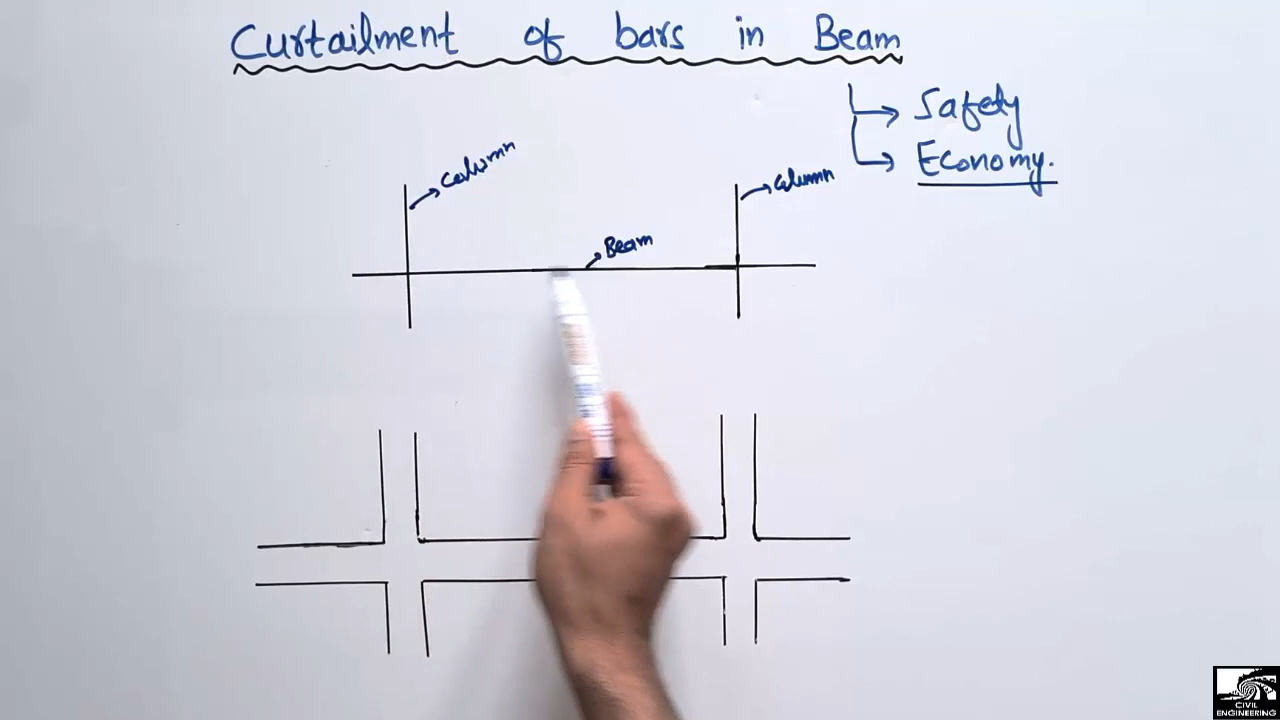 Curtailment of bars in Beam
Safety
Economy.
Column
Column
Beam
CIVIL
ENGINEERING